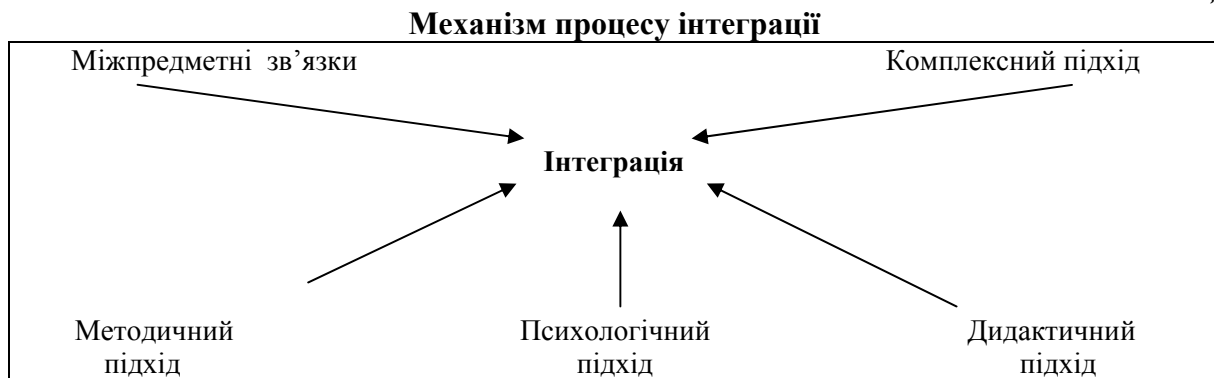 Механізм процесу інтеграції
Міжпредметні зв’язки Комплексний підхід
Інтеграція
Методичний Психологічний Дидактичний
підхід підхід підхід